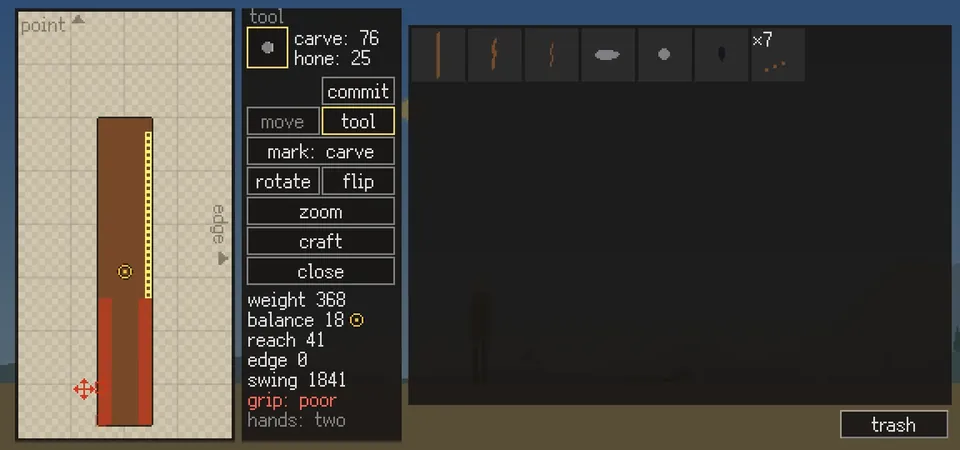 point
edge
tool
carve: 76
hone: 25
commit
move
tool
mark: carve
rotate
flip
zoom
craft
close
weight 368
balance 18
reach 41
edge 0
swing 1841
grip: poor
hands: two
×7
trash